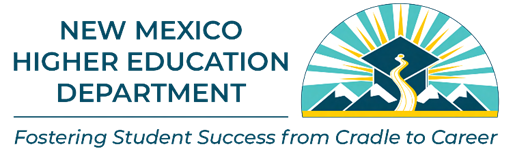 NEW MEXICO
HIGHER EDUCATION
DEPARTMENT
Fostering Student Success from Cradle to Career